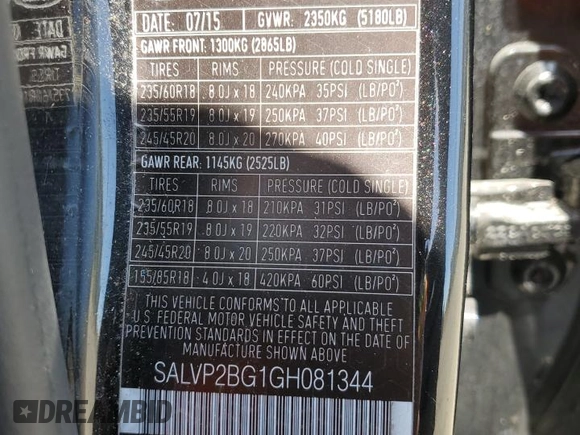 DATE: 07/15 GVWR: 2350KG (5180LB)
GAWR FRONT: 1300KG (2865LB)
TIRES RIMS PRESSURE (COLD SINGLE)
235/60R18 8.0J x 18 240KPA 35PSI (LB/PO²)
235/55R19 8.0J x 19 250KPA 37PSI (LB/PO²)
245/45R20 8.0J x 20 270KPA 40PSI (LB/PO²)
GAWR REAR: 1145KG (2525LB)
TIRES RIMS PRESSURE (COLD SINGLE)
235/60R18 8.0J x 18 210KPA 31PSI (LB/PO²)
235/55R19 8.0J x 19 220KPA 32PSI (LB/PO²)
245/45R20 8.0J x 20 250KPA 37PSI (LB/PO²)
155/85R18 4.0J x 18 420KPA 60PSI (LB/PO²)
THIS VEHICLE CONFORMS TO ALL APPLICABLE
U.S. FEDERAL MOTOR VEHICLE SAFETY AND THEFT
PREVENTION STANDARDS IN EFFECT ON THE DATE
OF MANUFACTURE SHOWN ABOVE
SALVP2BG1GH081344
DREAMBID